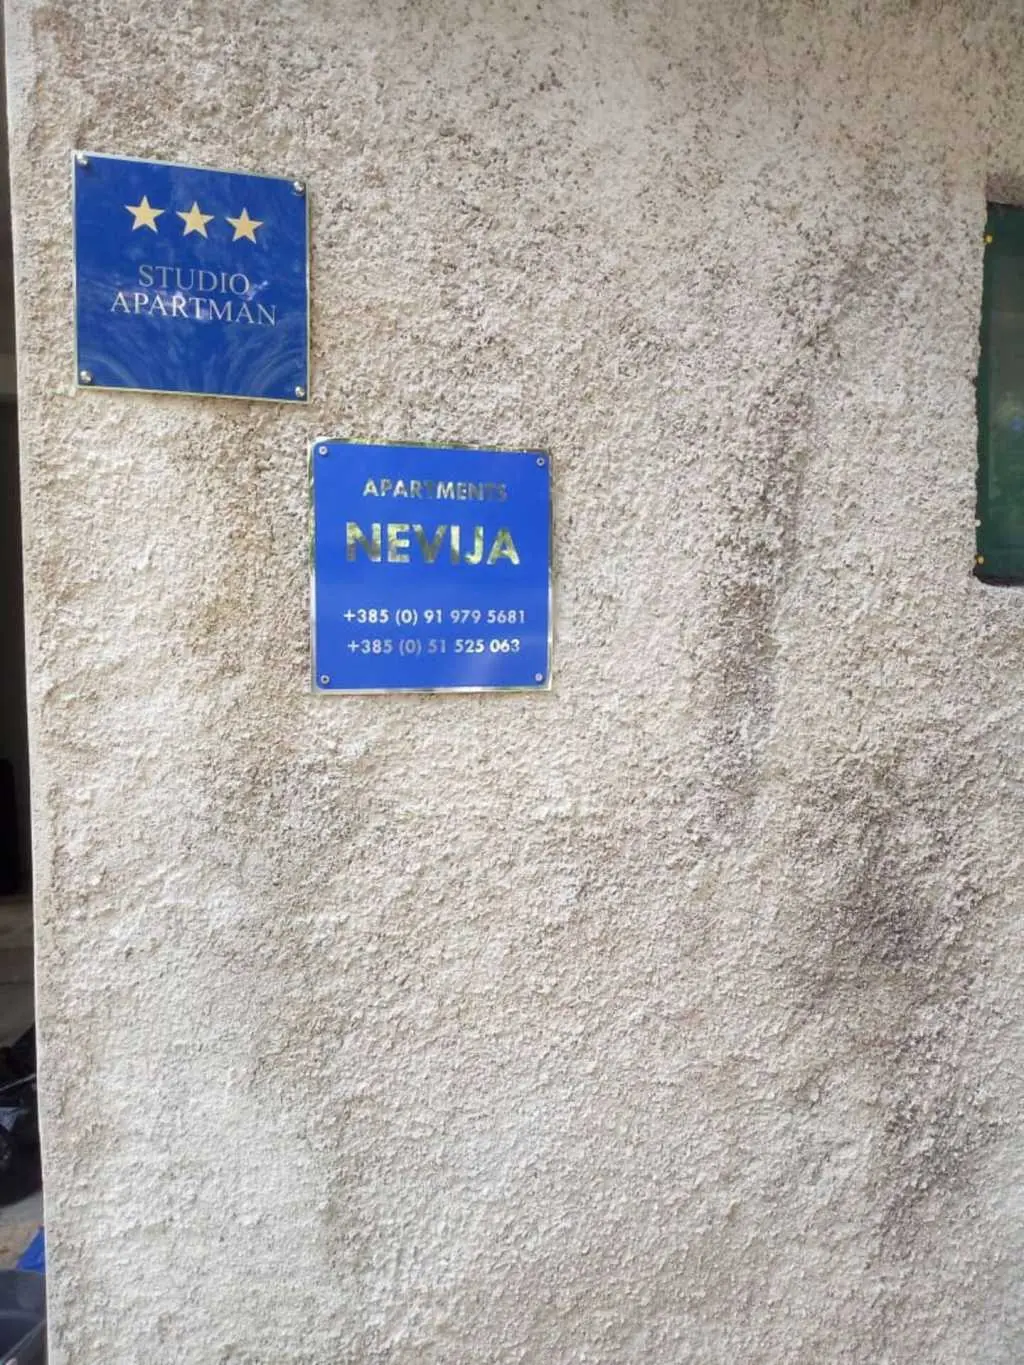 STUDIO
APARTMAN
APARTMENTS
NEVIJA
+385 (0) 91 979 5681
+385 (0) 51 525 063